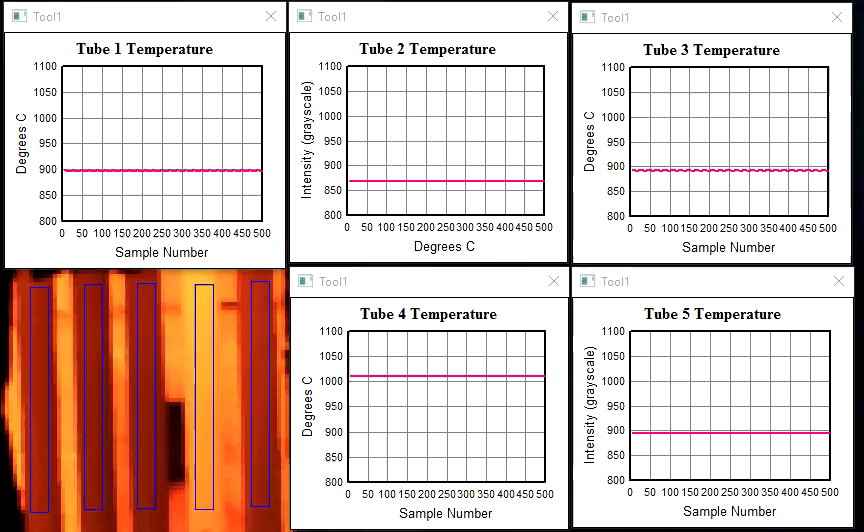 Tool1
Tube 1 Temperature
Degrees C
1100
1050
1000
950
900
850
800
0 50 100 150 200 250 300 350 400 450 500
Sample Number
Tool1
Tube 2 Temperature
Intensity (grayscale)
1100
1050
1000
950
900
850
800
0 50 100 150 200 250 300 350 400 450 500
Degrees C
Tool1
Tube 3 Temperature
Degrees C
1100
1050
1000
950
900
850
800
0 50 100 150 200 250 300 350 400 450 500
Sample Number
Tool1
Tube 4 Temperature
Degrees C
1100
1050
1000
950
900
850
800
0 50 100 150 200 250 300 350 400 450 500
Sample Number
Tool1
Tube 5 Temperature
Intensity (grayscale)
1100
1050
1000
950
900
850
800
0 50 100 150 200 250 300 350 400 450 500
Sample Number